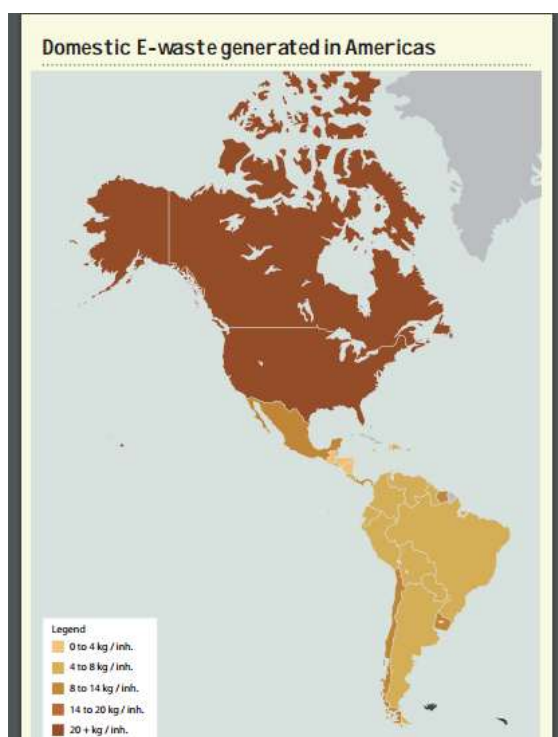 Domestic E-waste generated in Americas
Legend
0 to 4 kg / inh.
4 to 8 kg / inh.
8 to 14 kg / inh.
14 to 20 kg / inh.
20 + kg / inh.